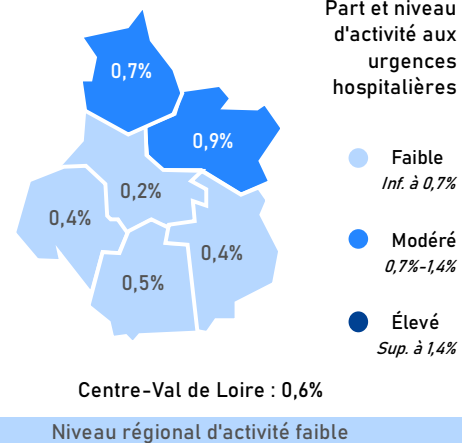 Part et niveau
d'activité aux
urgences
hospitalières
0,7%
0,9%
0,2%
0,4%
0,4%
0,5%
Faible
Inf. à 0,7%
Modéré
0,7%-1,4%
Élevé
Sup. à 1,4%
Centre-Val de Loire : 0,6%
Niveau régional d'activité faible